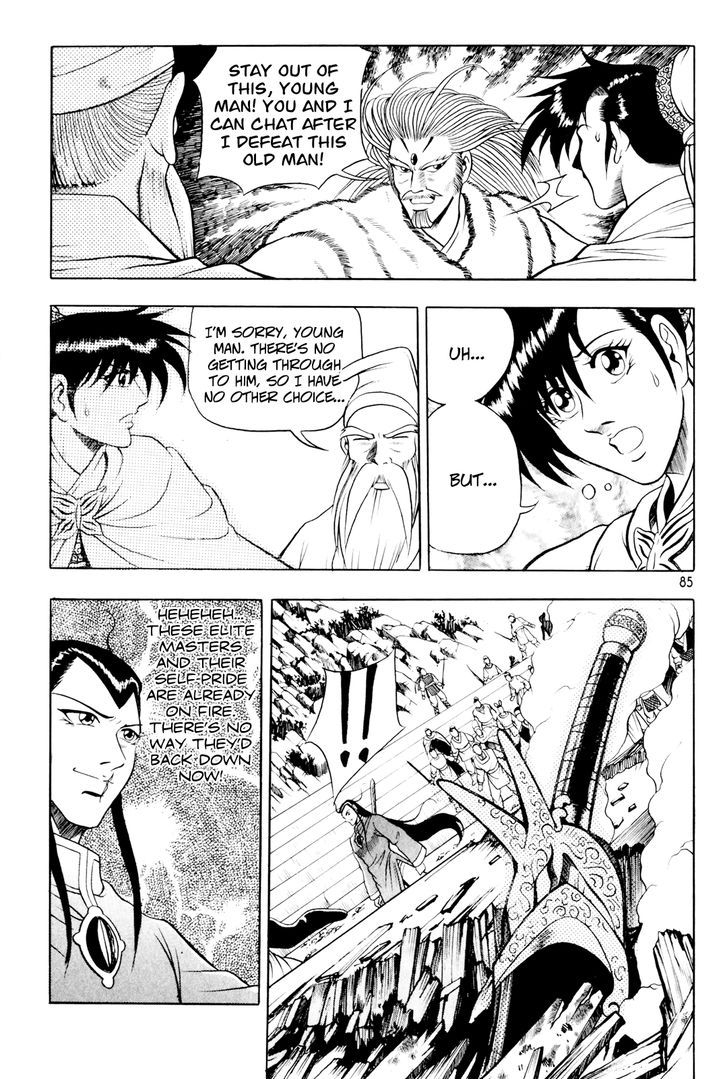 STAY OUT OF
THIS, YOUNG
MAN! YOU AND I
CAN CHAT AFTER
I DEFEAT THIS
OLD MAN!
I'M SORRY, YOUNG
MAN. THERE'S NO
GETTING THROUGH
TO HIM, SO I HAVE
NO OTHER CHOICE...
UH...
BUT...
85
HEHEHEH...
THESE ELITE
MASTERS
AND THEIR
SELF-PRIDE
ARE ALREADY
ON FIRE.
THERE'S NO
WAY THEY'D
BACK DOWN
NOW!
!!